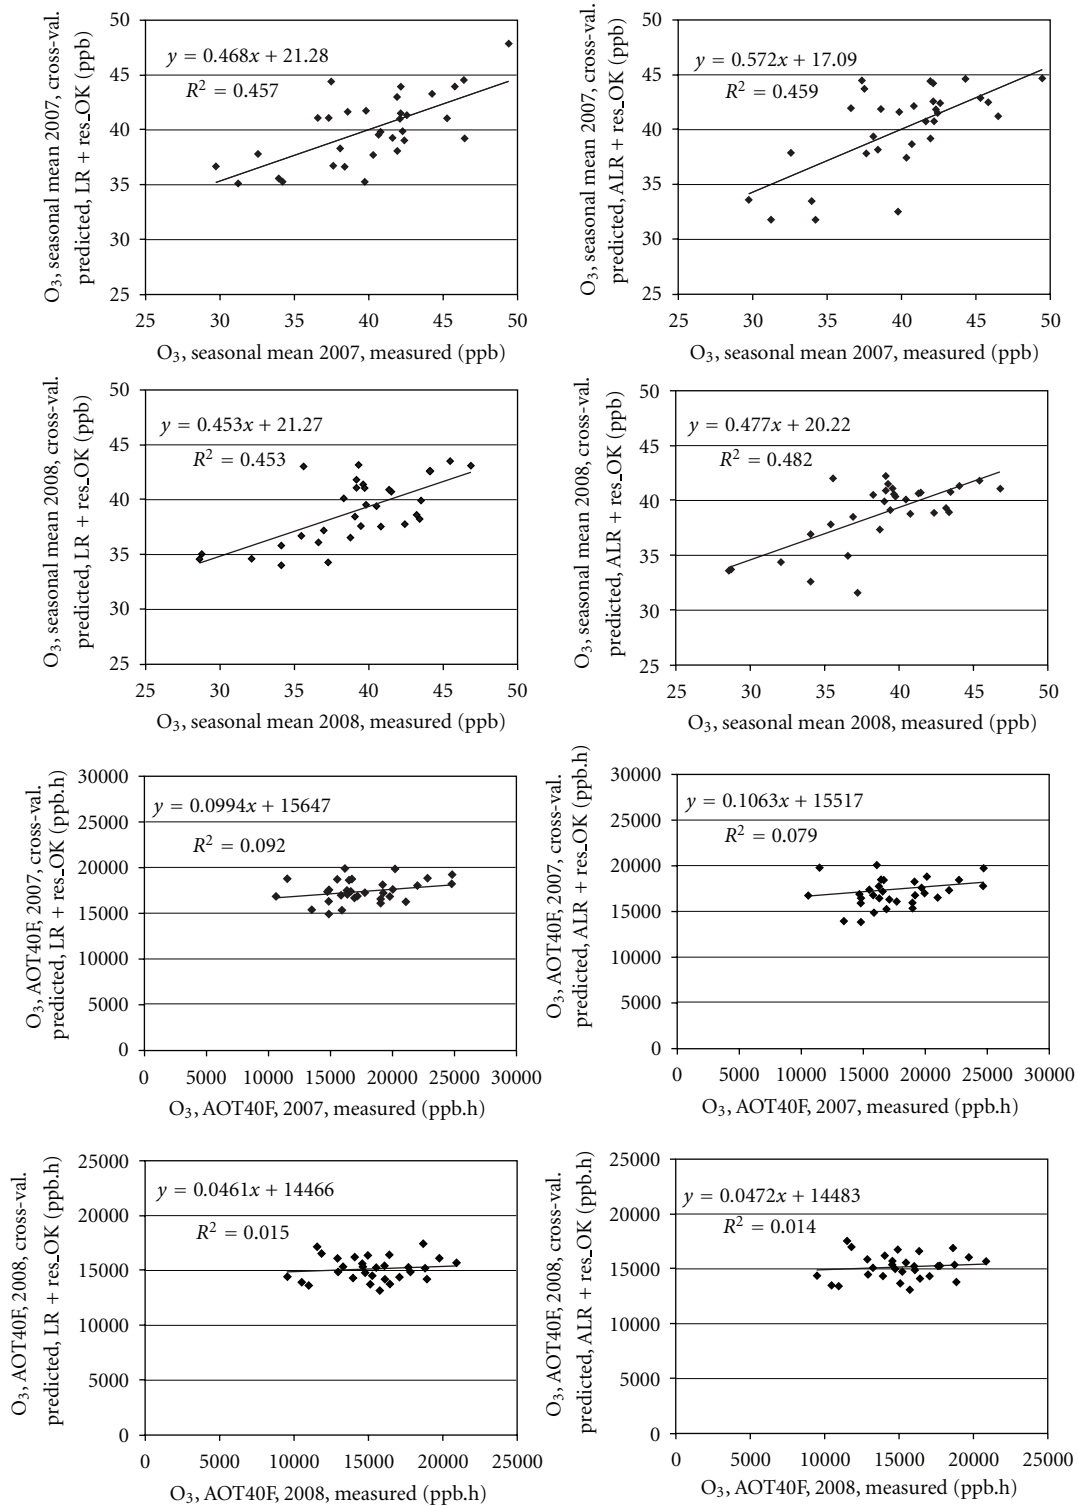 O3, seasonal mean 2007, cross-val.
predicted, LR + res_OK (ppb)
50
45
40
35
30
25
y = 0.468x + 21.28
R² = 0.457
25 30 35 40 45 50
O3, seasonal mean 2007, measured (ppb)
O3, seasonal mean 2007, cross-val.
predicted, ALR + res_OK (ppb)
50
45
40
35
30
25
y = 0.572x + 17.09
R² = 0.459
25 30 35 40 45 50
O3, seasonal mean 2007, measured (ppb)
O3, seasonal mean 2008, cross-val.
predicted, LR + res_OK (ppb)
50
45
40
35
30
25
y = 0.453x + 21.27
R² = 0.453
25 30 35 40 45 50
O3, seasonal mean 2008, measured (ppb)
O3, seasonal mean 2008, cross-val.
predicted, ALR + res_OK (ppb)
50
45
40
35
30
25
y = 0.477x + 20.22
R² = 0.482
25 30 35 40 45 50
O3, seasonal mean 2008, measured (ppb)
O3, AOT40F, 2007, cross-val.
predicted, LR + res_OK (ppb.h)
30000
25000
20000
15000
10000
5000
0
y = 0.0994x + 15647
R² = 0.092
0 5000 10000 15000 20000 25000 30000
O3, AOT40F, 2007, measured (ppb.h)
O3, AOT40F, 2007, cross-val.
predicted, ALR + res_OK (ppb.h)
30000
25000
20000
15000
10000
5000
0
y = 0.1063x + 15517
R² = 0.079
0 5000 10000 15000 20000 25000 30000
O3, AOT40F, 2007, measured (ppb.h)
O3, AOT40F, 2008, cross-val.
predicted, LR + res_OK (ppb.h)
25000
20000
15000
10000
5000
0
y = 0.0461x + 14466
R² = 0.015
0 5000 10000 15000 20000 25000
O3, AOT40F, 2008, measured (ppb.h)
O3, AOT40F, 2008, cross-val.
predicted, ALR + res_OK (ppb.h)
25000
20000
15000
10000
5000
0
y = 0.0472x + 14483
R² = 0.014
0 5000 10000 15000 20000 25000
O3, AOT40F, 2008, measured (ppb.h)